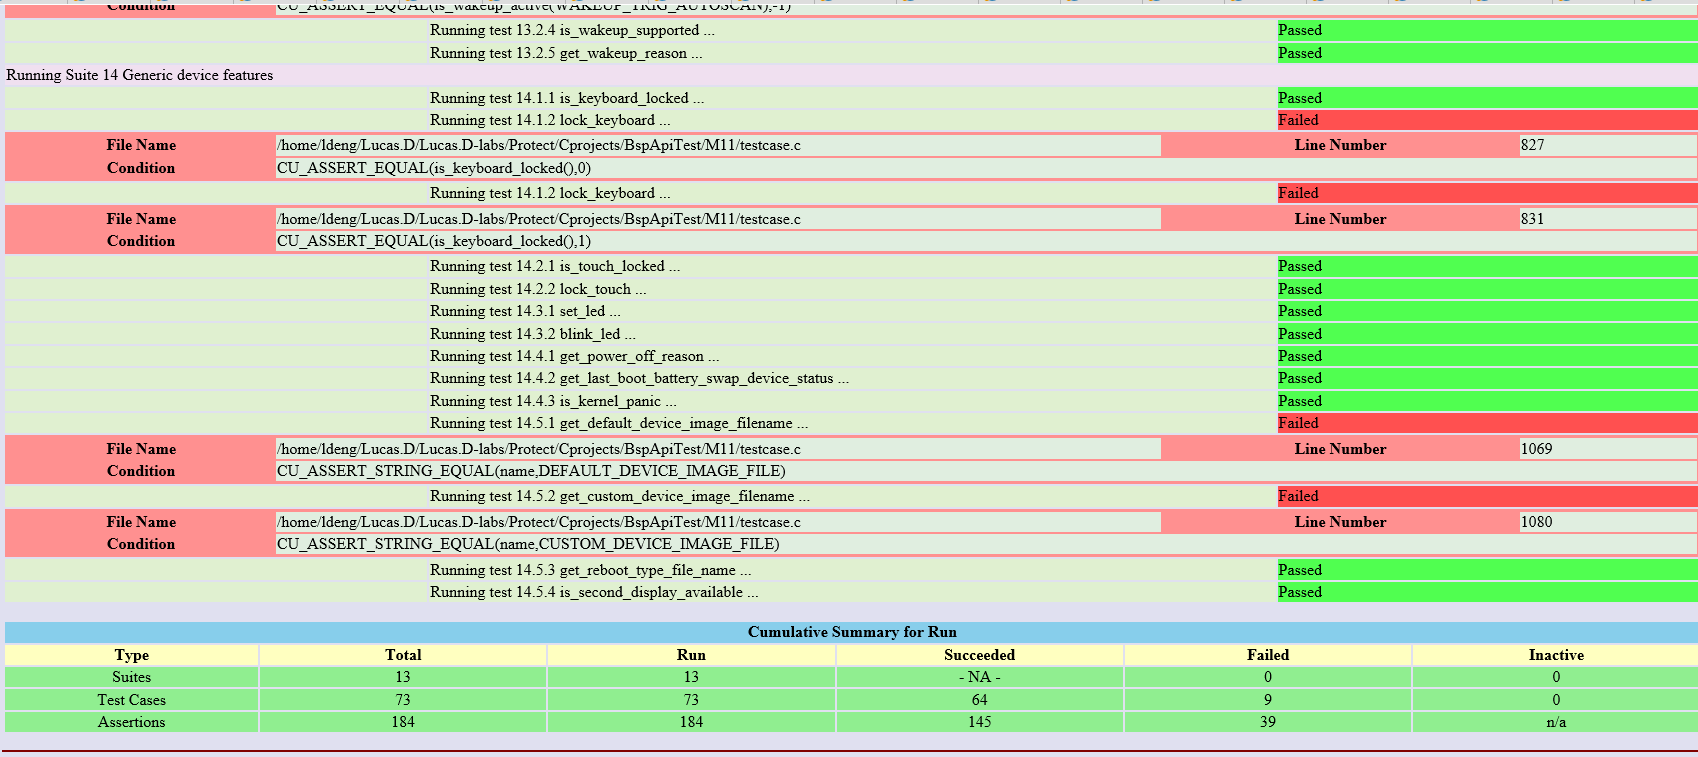 Condition CU_ASSERT_EQUAL(is_wakeup_active(WAKEUP_TRIG_AUTOSCAN),-1)
Running test 13.2.4 is_wakeup_supported ... Passed
Running test 13.2.5 get_wakeup_reason ... Passed
Running Suite 14 Generic device features
Running test 14.1.1 is_keyboard_locked ... Passed
Running test 14.1.2 lock_keyboard ... Failed
File Name /home/ldeng/Lucas.D/Lucas.D-labs/Protect/Cprojects/BspApiTest/M11/testcase.c Line Number 827
Condition CU_ASSERT_EQUAL(is_keyboard_locked(),0)
Running test 14.1.2 lock_keyboard ... Failed
File Name /home/ldeng/Lucas.D/Lucas.D-labs/Protect/Cprojects/BspApiTest/M11/testcase.c Line Number 831
Condition CU_ASSERT_EQUAL(is_keyboard_locked(),1)
Running test 14.2.1 is_touch_locked ... Passed
Running test 14.2.2 lock_touch ... Passed
Running test 14.3.1 set_led ... Passed
Running test 14.3.2 blink_led ... Passed
Running test 14.4.1 get_power_off_reason ... Passed
Running test 14.4.2 get_last_boot_battery_swap_device_status ... Passed
Running test 14.4.3 is_kernel_panic ... Passed
Running test 14.5.1 get_default_device_image_filename ... Failed
File Name /home/ldeng/Lucas.D/Lucas.D-labs/Protect/Cprojects/BspApiTest/M11/testcase.c Line Number 1069
Condition CU_ASSERT_STRING_EQUAL(name,DEFAULT_DEVICE_IMAGE_FILE)
Running test 14.5.2 get_custom_device_image_filename ... Failed
File Name /home/ldeng/Lucas.D/Lucas.D-labs/Protect/Cprojects/BspApiTest/M11/testcase.c Line Number 1080
Condition CU_ASSERT_STRING_EQUAL(name,CUSTOM_DEVICE_IMAGE_FILE)
Running test 14.5.3 get_reboot_type_file_name ... Passed
Running test 14.5.4 is_second_display_available ... Passed
Cumulative Summary for Run
Type Total Run Succeeded Failed Inactive
Suites 13 13 - NA - 0 0
Test Cases 73 73 64 9 0
Assertions 184 184 145 39 n/a